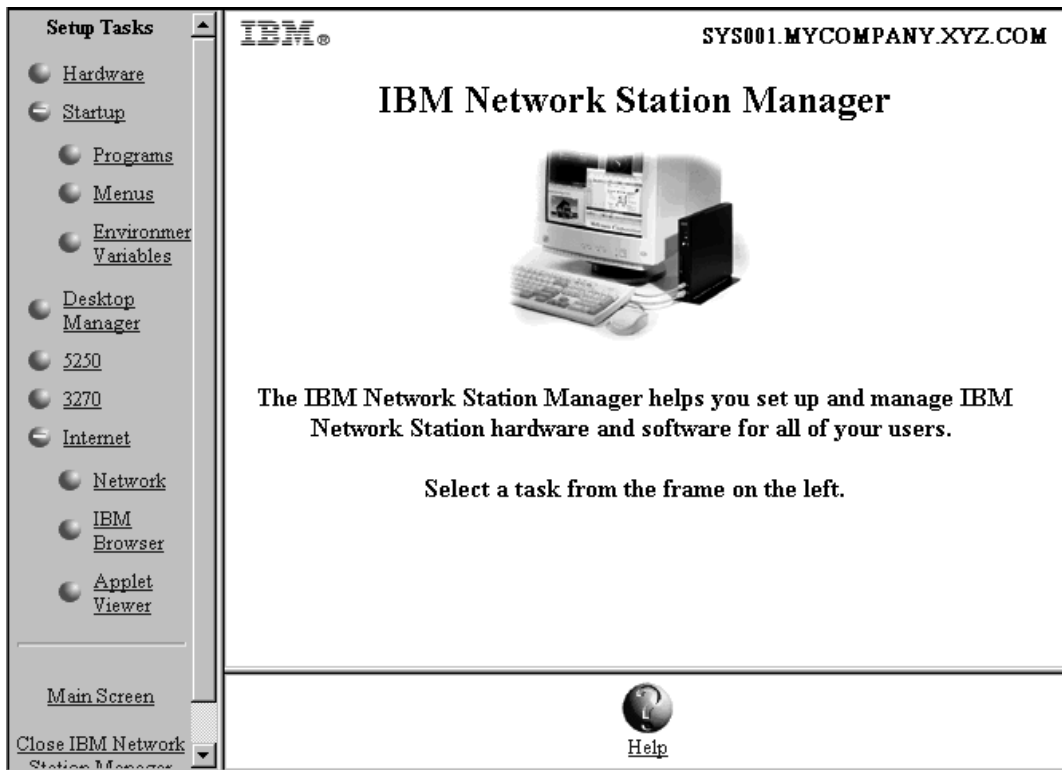 Setup Tasks
Hardware
Startup
Programs
Menus
Environmer
Variables
Desktop
Manager
5250
3270
Internet
Network
IBM
Browser
Applet
Viewer
Main Screen
Close IBM Network
Station Manager
IBM®
SYS001.MYCOMPANY.XYZ.COM
IBM Network Station Manager
The IBM Network Station Manager helps you set up and manage IBM
Network Station hardware and software for all of your users.
Select a task from the frame on the left.
Help